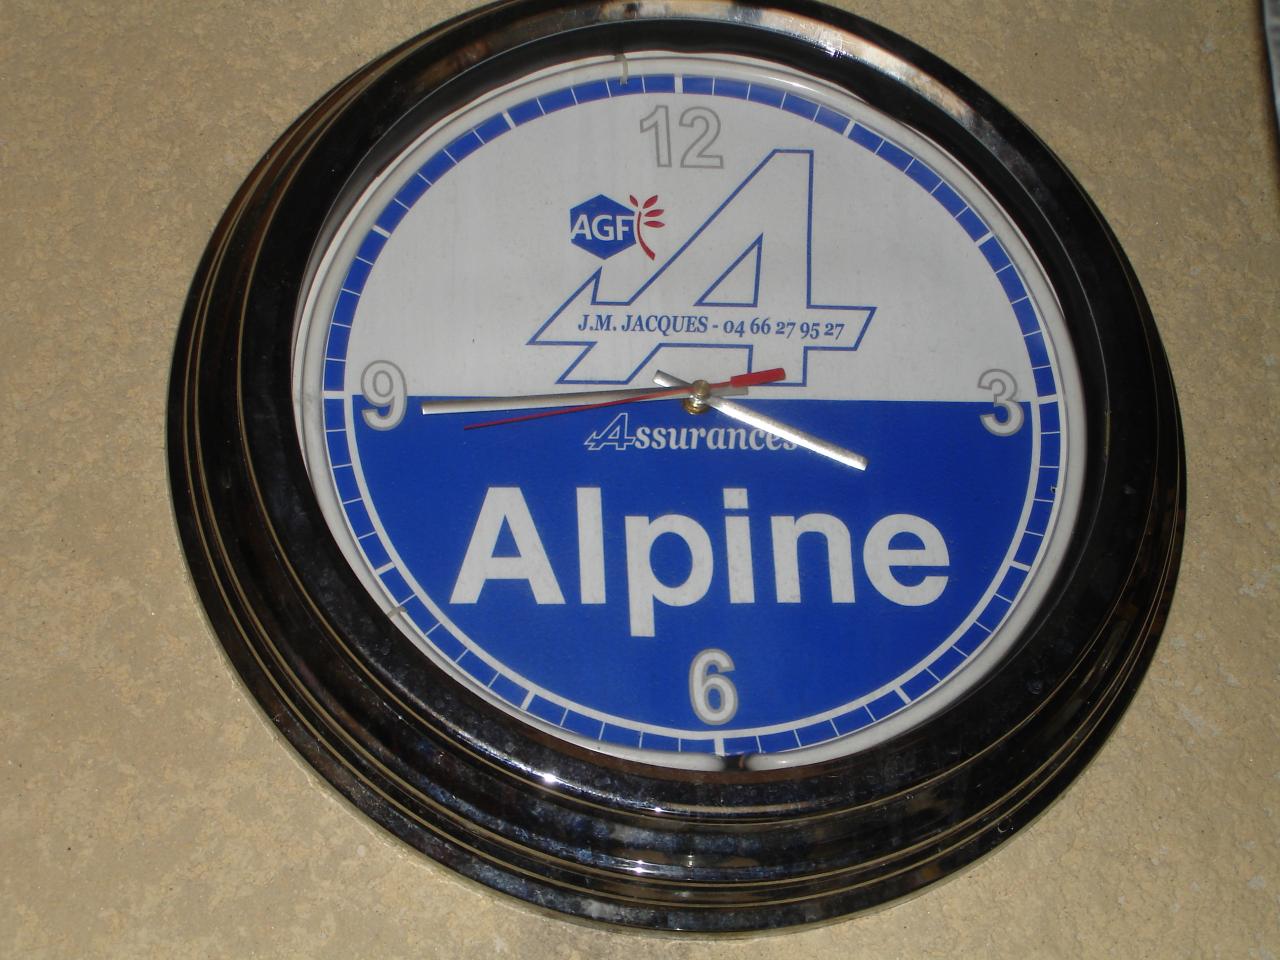 12
AGF
A
J.M. JACQUES - 04 66 27 95 27
9
3
Assurances
Alpine
6